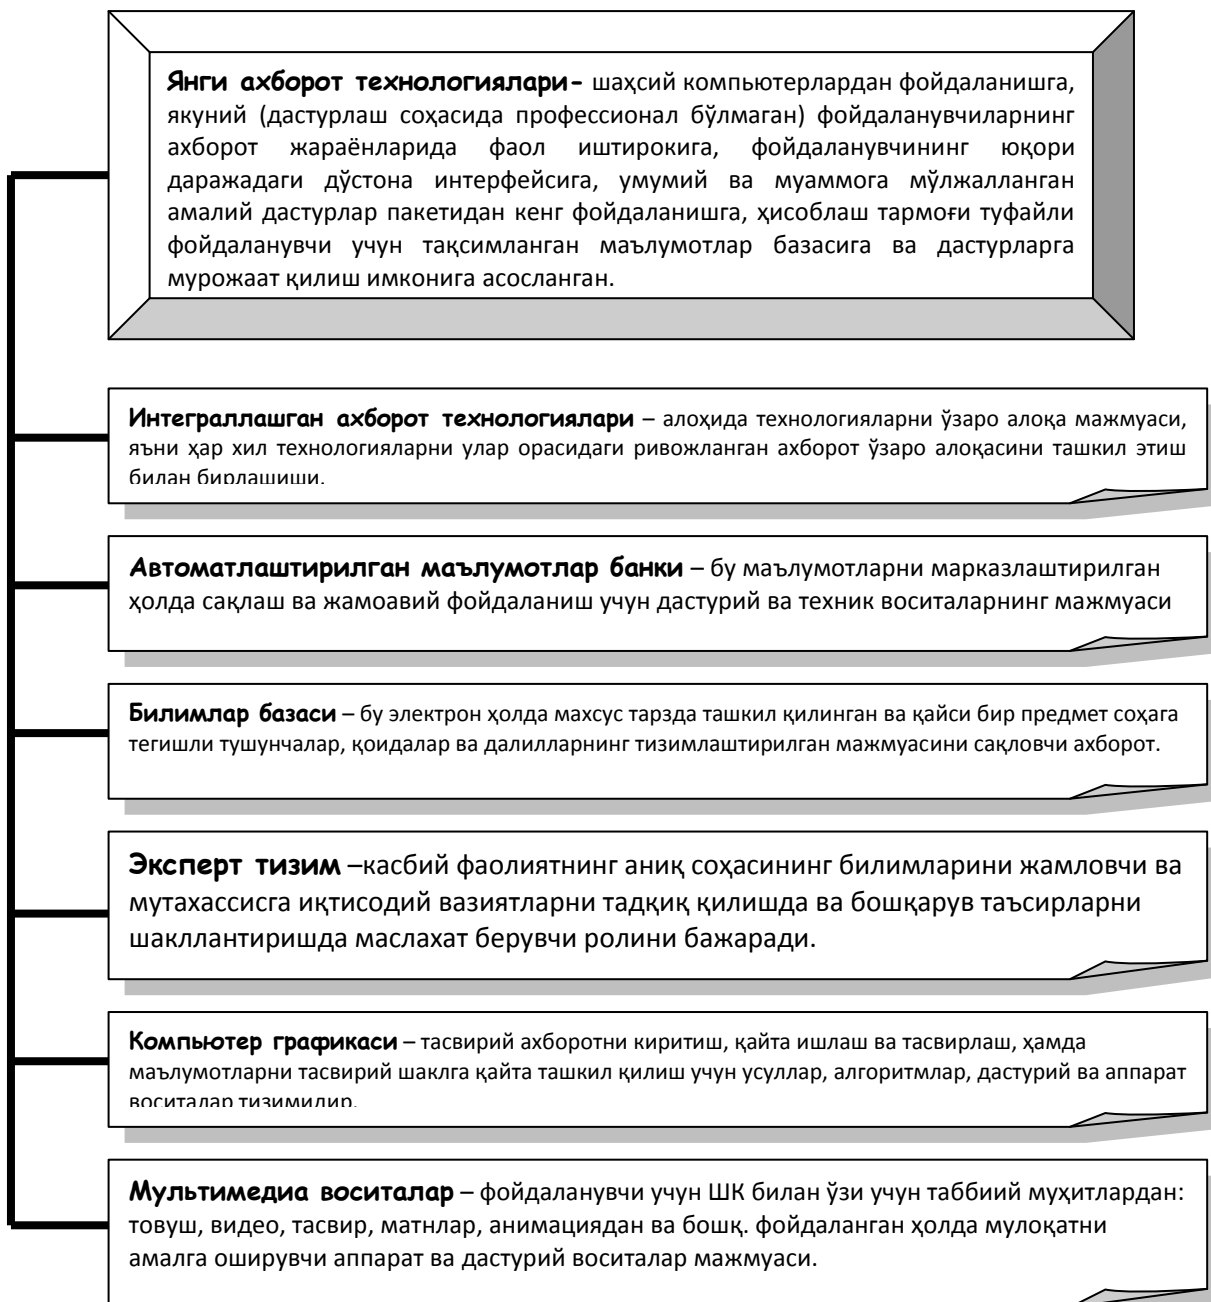 Янги ахборот технологиялари- шаҳсий компьютерлардан фойдаланишга,
якуний (дастурлаш соҳасида профессионал бўлмаган) фойдаланувчиларнинг
ахборот жараёнларида фаол иштирокига, фойдаланувчининг юқори
даражадаги дўстона интерфейсига, умумий ва муаммога мўлжалланган
амалий дастурлар пакетидан кенг фойдаланишга, ҳисоблаш тармоғи туфайли
фойдаланувчи учун тақсимланган маълумотлар базасига ва дастурларга
мурожаат қилиш имконига асосланган.
Интеграллашган ахборот технологиялари – алоҳида технологияларни ўзаро алоқа мажмуаси,
яъни ҳар хил технологияларни улар орасидаги ривожланган ахборот ўзаро алоқасини ташкил этиш
билан бирлашиши.
Автоматлаштирилган маълумотлар банки – бу маълумотларни марказлаштирилган
ҳолда сақлаш ва жамоавий фойдаланиш учун дастурий ва техник воситаларнинг мажмуаси
Билимлар базаси – бу электрон ҳолда махсус тарзда ташкил қилинган ва қайси бир предмет соҳага
тегишли тушунчалар, қоидалар ва далилларнинг тизимлаштирилган мажмуасини сақловчи ахборот.
Эксперт тизим –касбий фаолиятнинг аниқ соҳасининг билимларини жамловчи ва
мутахассисга иқтисодий вазиятларни тадқиқ қилишда ва бошқарув таъсирларни
шакллантиришда маслахат берувчи ролини бажаради.
Компьютер графикаси – тасвирий ахборотни киритиш, қайта ишлаш ва тасвирлаш, ҳамда
маълумотларни тасвирий шаклга қайта ташкил қилиш учун усуллар, алгоритмлар, дастурий ва аппарат
воситалар тизимидир.
Мультимедиа воситалар – фойдаланувчи учун ШК билан ўзи учун таббиий муҳитлардан:
товуш, видео, тасвир, матнлар, анимациядан ва бошқ. фойдаланган ҳолда мулоқатни
амалга оширувчи аппарат ва дастурий воситалар мажмуаси.